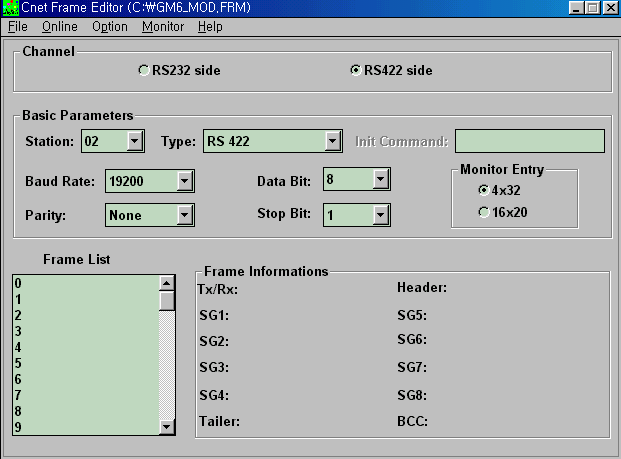 Cnet Frame Editor (C:₩GM6_MOD,FRM)
File Online Option Monitor Help
Channel
RS232 side RS422 side
Basic Parameters
Station: 02 Type: RS 422 Init Command:
Baud Rate: 19200 Data Bit: 8 Monitor Entry
4x32
Parity: None Stop Bit: 1 16x20
Frame List Frame Informations
0 Tx/Rx: Header:
1
2 SG1: SG5:
3
4 SG2: SG6:
5 SG3: SG7:
6
7 SG4: SG8:
8
9 Tailer: BCC: